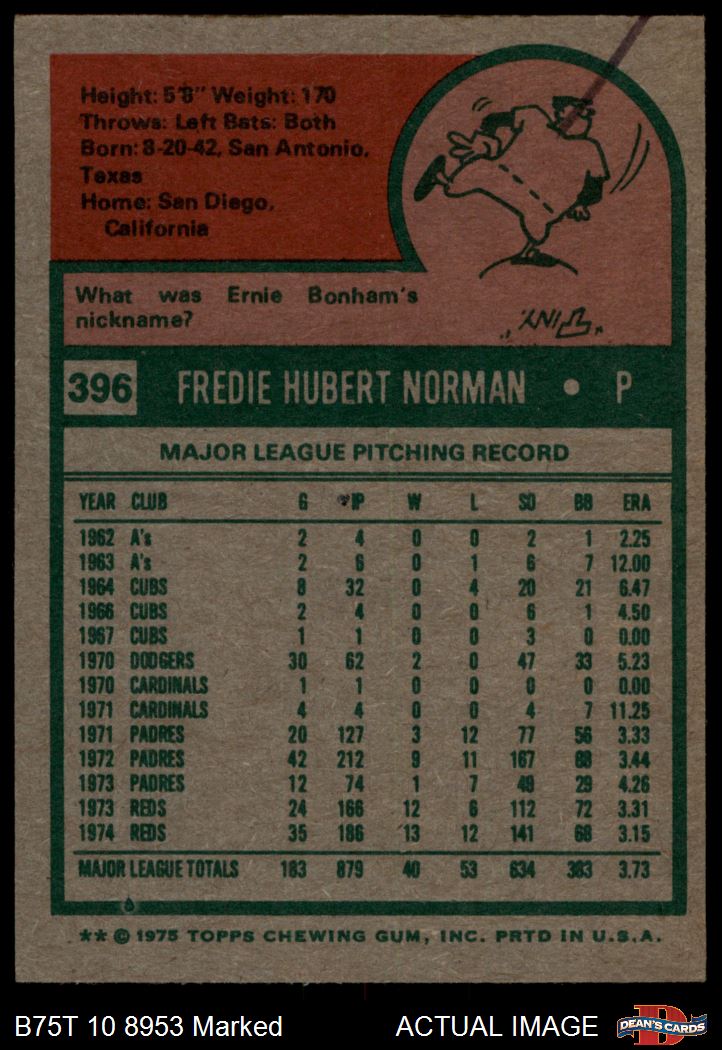 Height: 5'8" Weight: 170
Throws: Left Bats: Both
Born: 8-20-42, San Antonio,
Texas
Home: San Diego,
California
What was Ernie Bonham's
nickname?
"TINY"
396 FREDIE HUBERT NORMAN • P
MAJOR LEAGUE PITCHING RECORD
YEAR CLUB G IP W L SO BB ERA
1962 A's 2 4 0 0 2 1 2.25
1963 A's 2 6 0 1 6 7 12.00
1964 CUBS 8 32 0 4 20 21 6.47
1966 CUBS 2 4 0 0 6 1 4.50
1967 CUBS 1 1 0 0 3 0 0.00
1970 DODGERS 30 62 2 0 47 33 5.23
1970 CARDINALS 1 1 0 0 0 0 0.00
1971 CARDINALS 4 4 0 0 4 7 11.25
1971 PADRES 20 127 3 12 77 56 3.33
1972 PADRES 42 212 9 11 167 88 3.44
1973 PADRES 12 74 1 7 49 29 4.26
1973 REDS 24 166 12 6 112 72 3.31
1974 REDS 35 186 13 12 141 68 3.15
MAJOR LEAGUE TOTALS 183 879 40 53 634 383 3.73
** © 1975 TOPPS CHEWING GUM, INC. PRTD IN U.S.A.
B75T 10 8953 Marked ACTUAL IMAGE DEAN'S CARDS